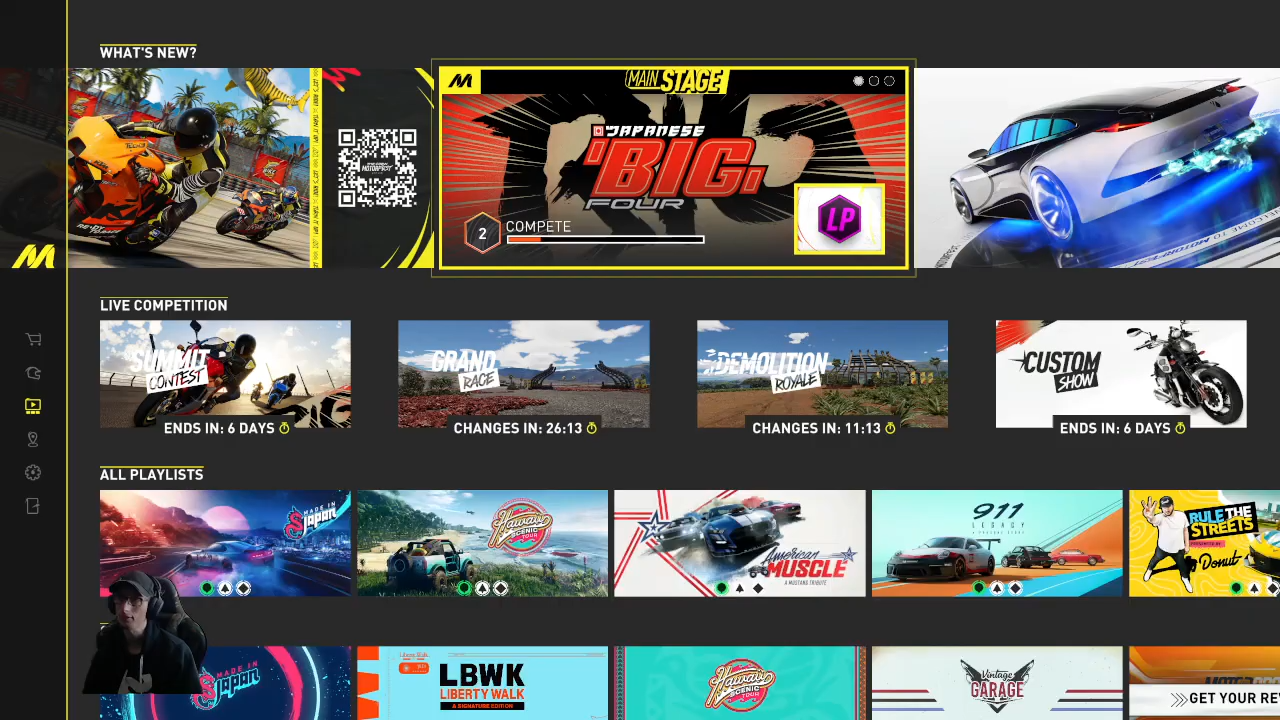 WHAT'S NEW?
MAIN STAGE
JAPANESE
'BIG'
FOUR
2
COMPETE
LP
LIVE COMPETITION
SUMMIT
CONTEST
ENDS IN: 6 DAYS
GRAND
RACE
CHANGES IN: 26:13
DEMOLITION
ROYALE
CHANGES IN: 11:13
CUSTOM
SHOW
ENDS IN: 6 DAYS
ALL PLAYLISTS
MADE IN
Japan
Hawaii
SCENIC
TOUR
American
MUSCLE
A MUSTANG TRIBUTE
911
LEGACY
RULE THE
STREETS
Donut
MADE IN
Japan
LBWK
LIBERTY WALK
A SIGNATURE EDITION
Hawaii
SCENIC
TOUR
Vintage
GARAGE
GET YOUR RE